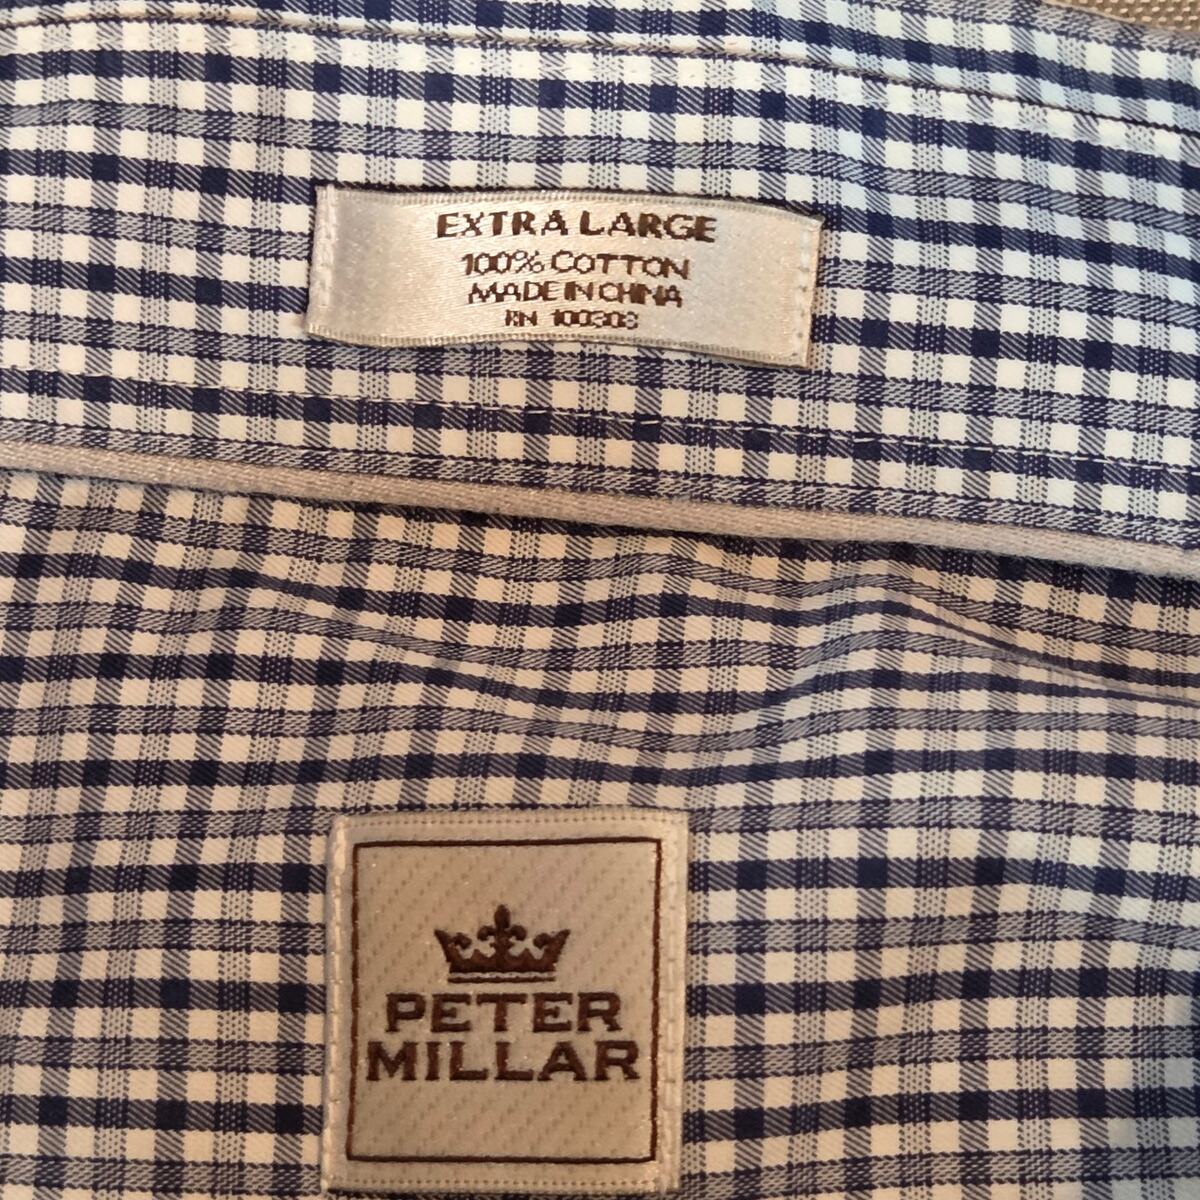 EXTRA LARGE
100% COTTON
MADE IN CHINA
RN 100303
PETER
MILLAR